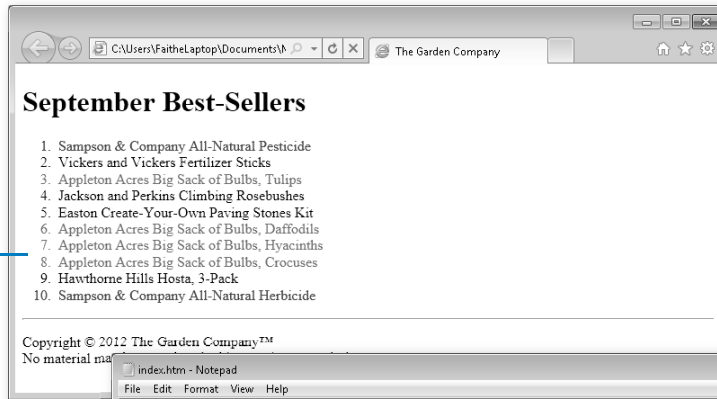 C:\Users\FaitheLaptop\Documents\
The Garden Company
September Best-Sellers
1. Sampson & Company All-Natural Pesticide
2. Vickers and Vickers Fertilizer Sticks
3. Appleton Acres Big Sack of Bulbs, Tulips
4. Jackson and Perkins Climbing Rosebushes
5. Easton Create-Your-Own Paving Stones Kit
6. Appleton Acres Big Sack of Bulbs, Daffodils
7. Appleton Acres Big Sack of Bulbs, Hyacinths
8. Appleton Acres Big Sack of Bulbs, Crocuses
9. Hawthorne Hills Hosta, 3-Pack
10. Sampson & Company All-Natural Herbicide
Copyright © 2012 The Garden Company™
No material
index.htm - Notepad
File Edit Format View Help